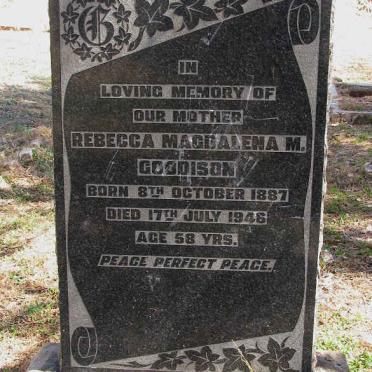 G
IN
LOVING MEMORY OF
OUR MOTHER
REBECCA MAGDALENA M.
GOODISON
BORN 8TH OCTOBER 1887
DIED 17TH JULY 1946
AGE 58 YRS.
PEACE PERFECT PEACE.